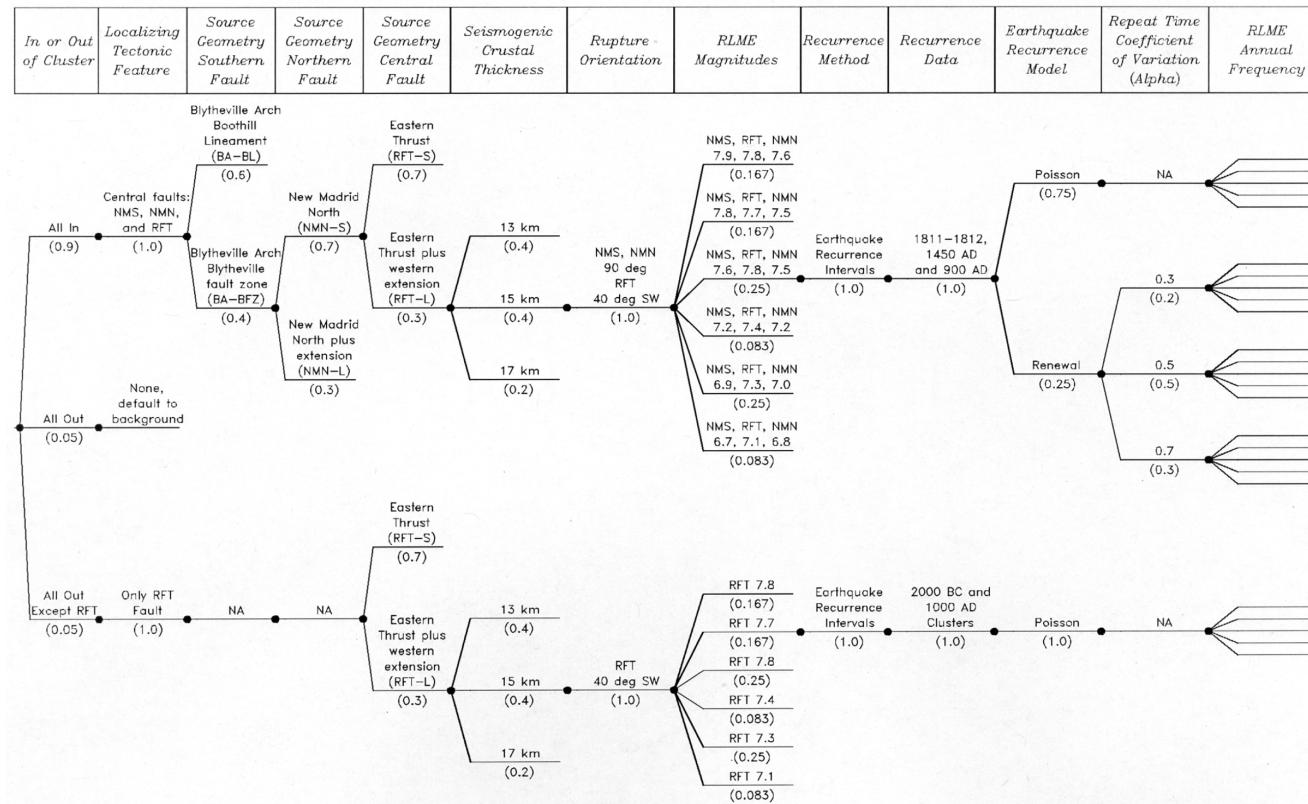 In or Out
of Cluster
Localizing
Tectonic
Feature
Source
Geometry
Southern
Fault
Source
Geometry
Northern
Fault
Source
Geometry
Central
Fault
Seismogenic
Crustal
Thickness
Rupture
Orientation
RLME
Magnitudes
Recurrence
Method
Recurrence
Data
Earthquake
Recurrence
Model
Repeat Time
Coefficient
of Variation
(Alpha)
RLME
Annual
Frequency
All In
(0.9)
Central faults:
NMS, NMN,
and RFT
(1.0)
Blytheville Arch
Boothill
Lineament
(BA-BL)
(0.6)
Blytheville Arch
Blytheville
fault zone
(BA-BFZ)
(0.4)
New Madrid
North
(NMN-S)
(0.7)
New Madrid
North plus
extension
(NMN-L)
(0.3)
Eastern
Thrust
(RFT-S)
(0.7)
Eastern
Thrust plus
western
extension
(RFT-L)
(0.3)
13 km
(0.4)
15 km
(0.4)
17 km
(0.2)
NMS, NMN
90 deg
RFT
40 deg SW
(1.0)
NMS, RFT, NMN
7.9, 7.8, 7.6
(0.167)
NMS, RFT, NMN
7.8, 7.7, 7.5
(0.167)
NMS, RFT, NMN
7.6, 7.8, 7.5
(0.25)
NMS, RFT, NMN
7.2, 7.4, 7.2
(0.083)
NMS, RFT, NMN
6.9, 7.3, 7.0
(0.25)
NMS, RFT, NMN
6.7, 7.1, 6.8
(0.083)
Earthquake
Recurrence
Intervals
(1.0)
1811-1812,
1450 AD
and 900 AD
(1.0)
Poisson
(0.75)
NA
Renewal
(0.25)
0.3
(0.2)
0.5
(0.5)
0.7
(0.3)
All Out
(0.05)
None,
default to
background
All Out
Except RFT
(0.05)
Only RFT
Fault
(1.0)
NA
NA
Eastern
Thrust
(RFT-S)
(0.7)
Eastern
Thrust plus
western
extension
(RFT-L)
(0.3)
13 km
(0.4)
15 km
(0.4)
17 km
(0.2)
RFT
40 deg SW
(1.0)
RFT 7.8
(0.167)
RFT 7.7
(0.167)
RFT 7.8
(0.25)
RFT 7.4
(0.083)
RFT 7.3
(0.25)
RFT 7.1
(0.083)
Earthquake
Recurrence
Intervals
(1.0)
2000 BC and
1000 AD
Clusters
(1.0)
Poisson
(1.0)
NA